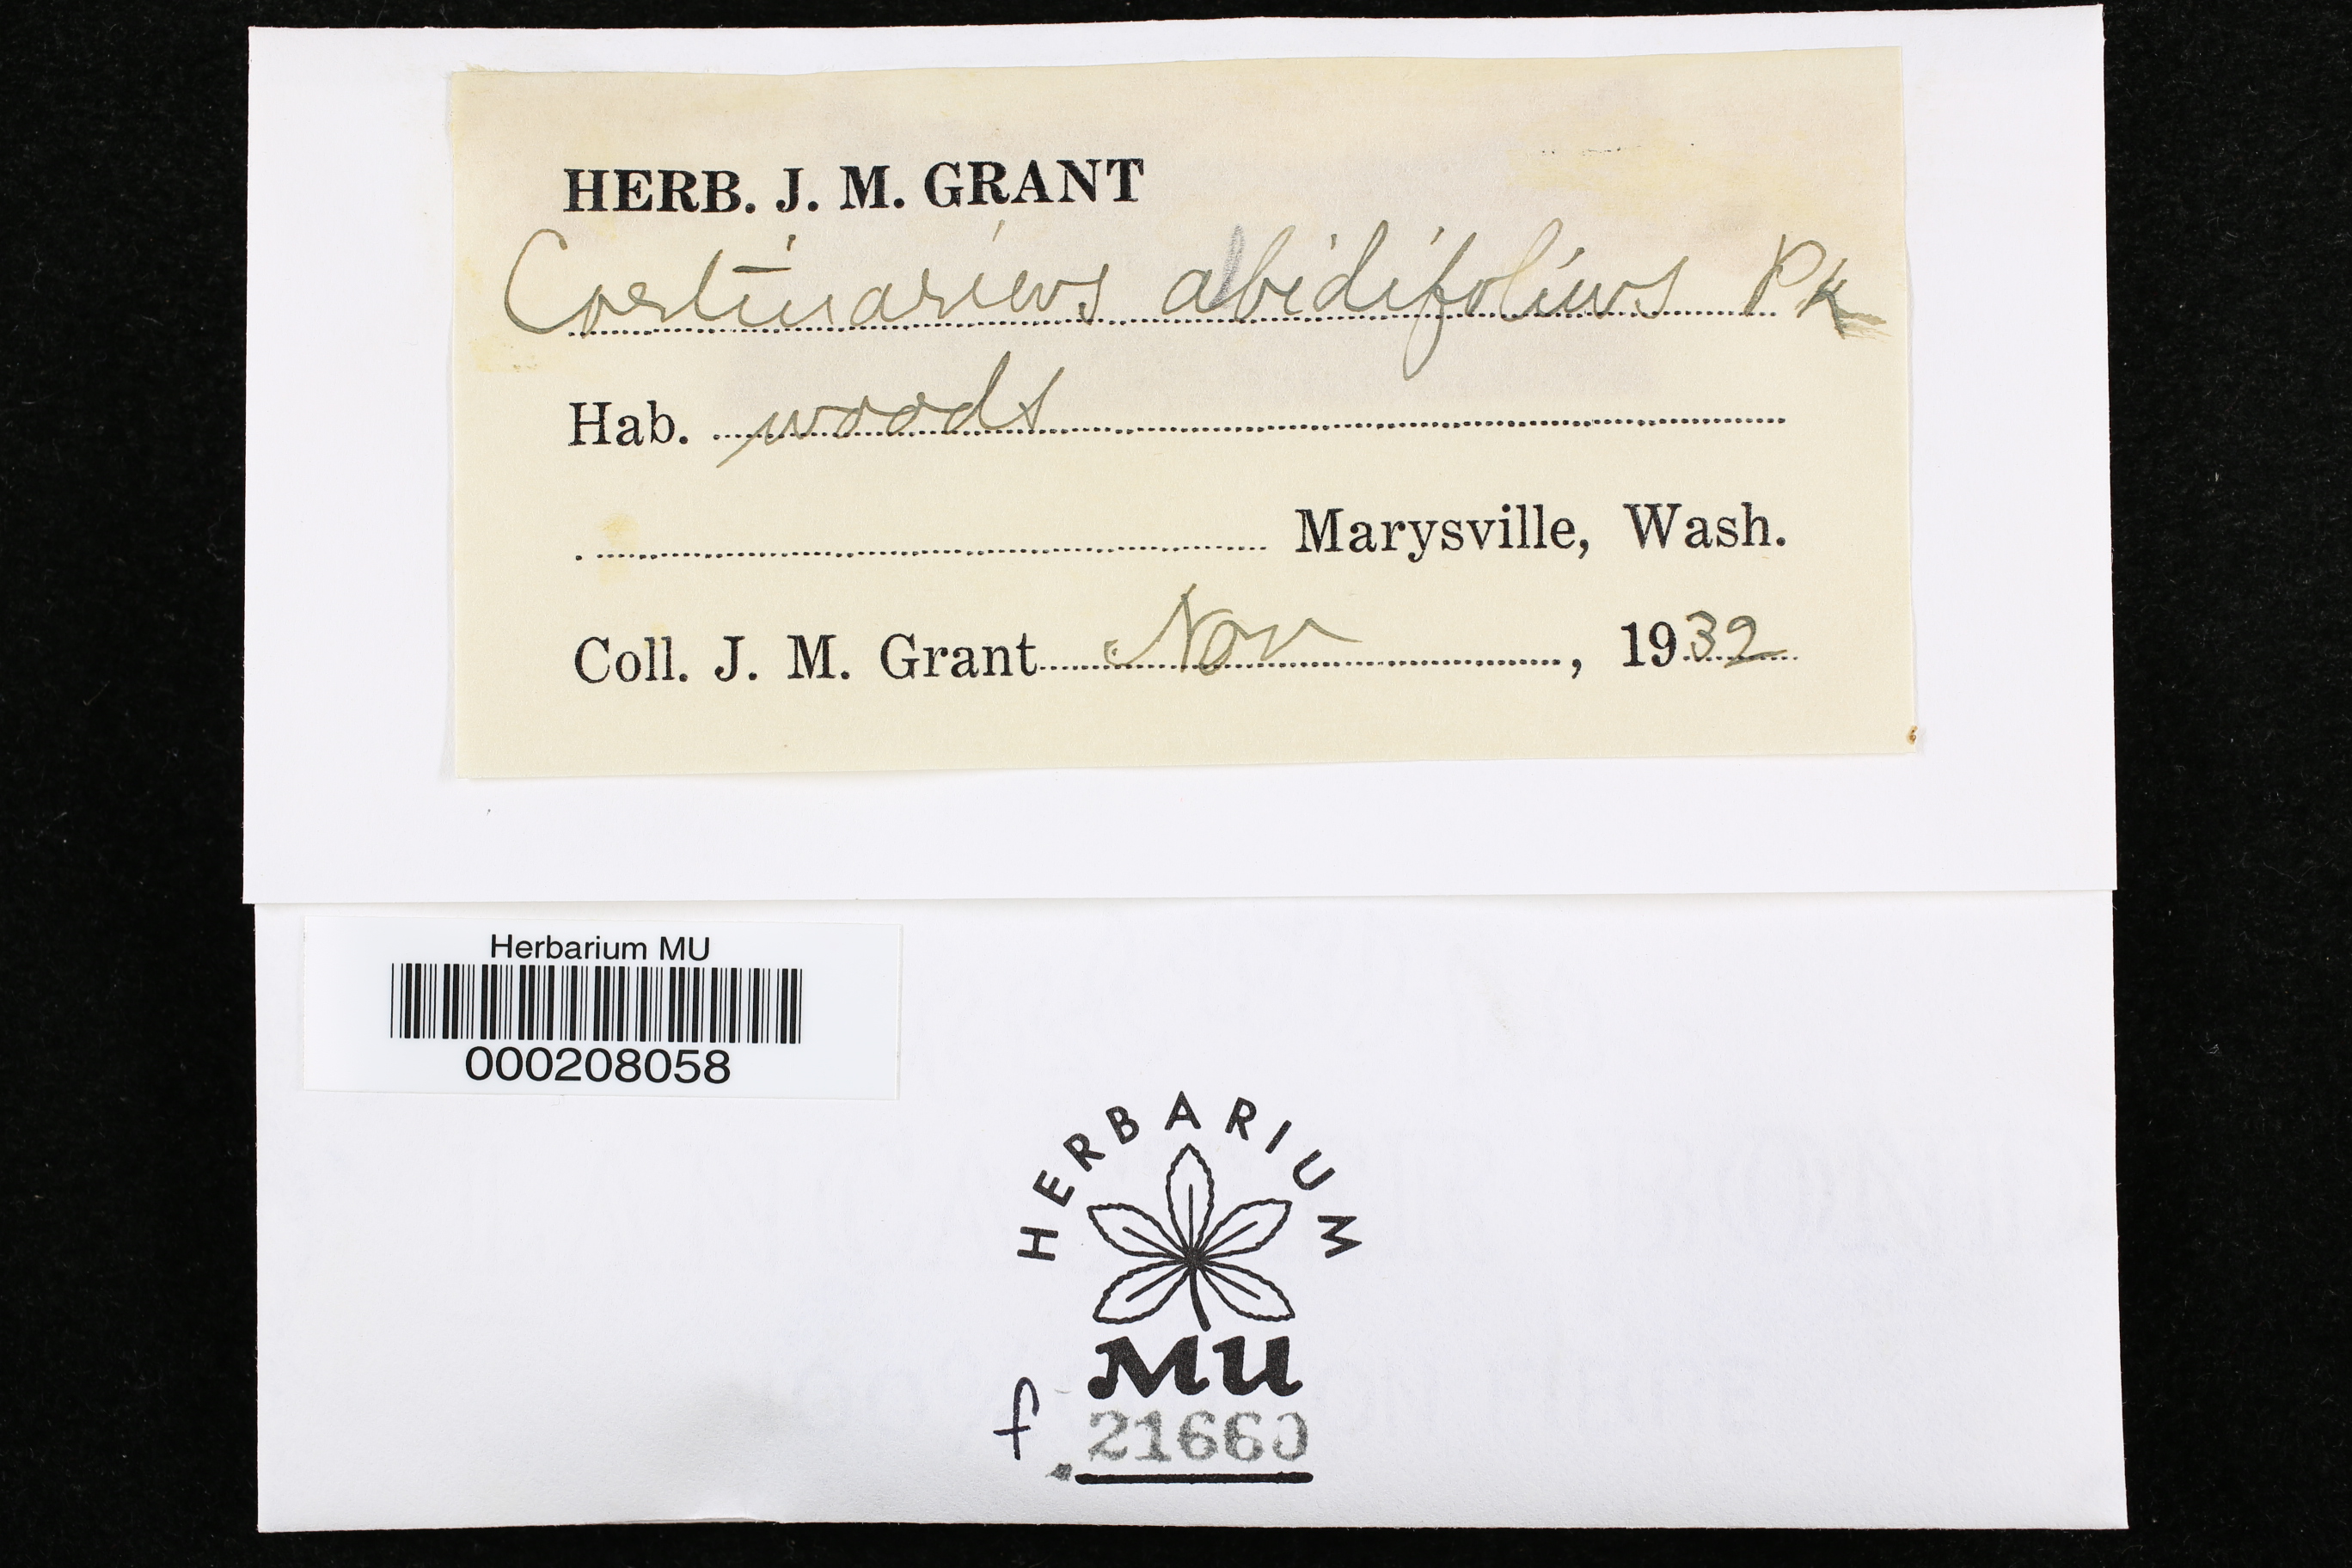 HERB. J. M. GRANT
Cortinarius albidifolius Pk
Hab. woods
Marysville, Wash.
Coll. J. M. Grant Nov, 1932
Herbarium MU
000208058
HERBARIUM
MU
f 21660